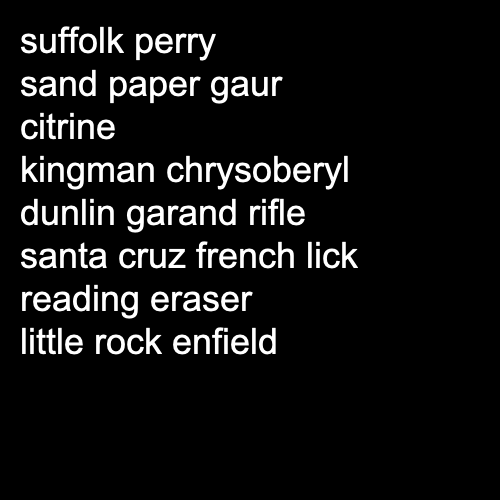 suffolk perry
sand paper gaur
citrine
kingman chrysoberyl
dunlin garand rifle
santa cruz french lick
reading eraser
little rock enfield